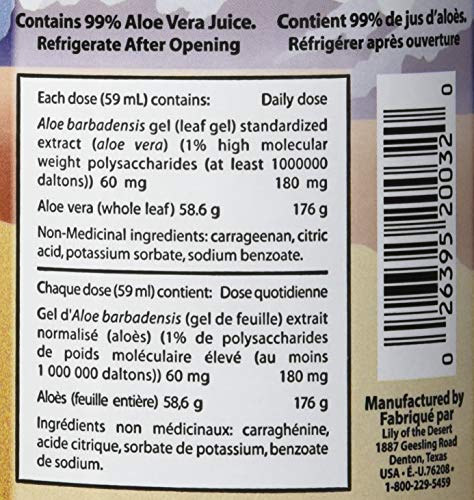 Contains 99% Aloe Vera Juice.
Refrigerate After Opening
Contient 99% de jus d'aloès.
Réfrigérer après ouverture
Each dose (59 mL) contains: Daily dose
Aloe barbadensis gel (leaf gel) standardized
extract (aloe vera) (1% high molecular
weight polysaccharides (at least 1000000
daltons)) 60 mg 180 mg
Aloe vera (whole leaf) 58.6 g 176 g
Non-Medicinal ingredients: carrageenan, citric
acid, potassium sorbate, sodium benzoate.
Chaque dose (59 ml) contient: Dose quotidienne
Gel d'Aloe barbadensis (gel de feuille) extrait
normalisé (aloès) (1% de polysaccharides
de poids moléculaire élevé (au moins
1 000 000 daltons)) 60 mg 180 mg
Aloès (feuille entière) 58,6 g 176 g
Ingrédients non médicinaux: carraghénine,
acide citrique, sorbate de potassium, benzoate
de sodium.
0 26395 20032 0
Manufactured by
Fabriqué par
Lily of the Desert
1887 Geesling Road
Denton, Texas
USA • É.-U.76208 •
1-800-229-5459